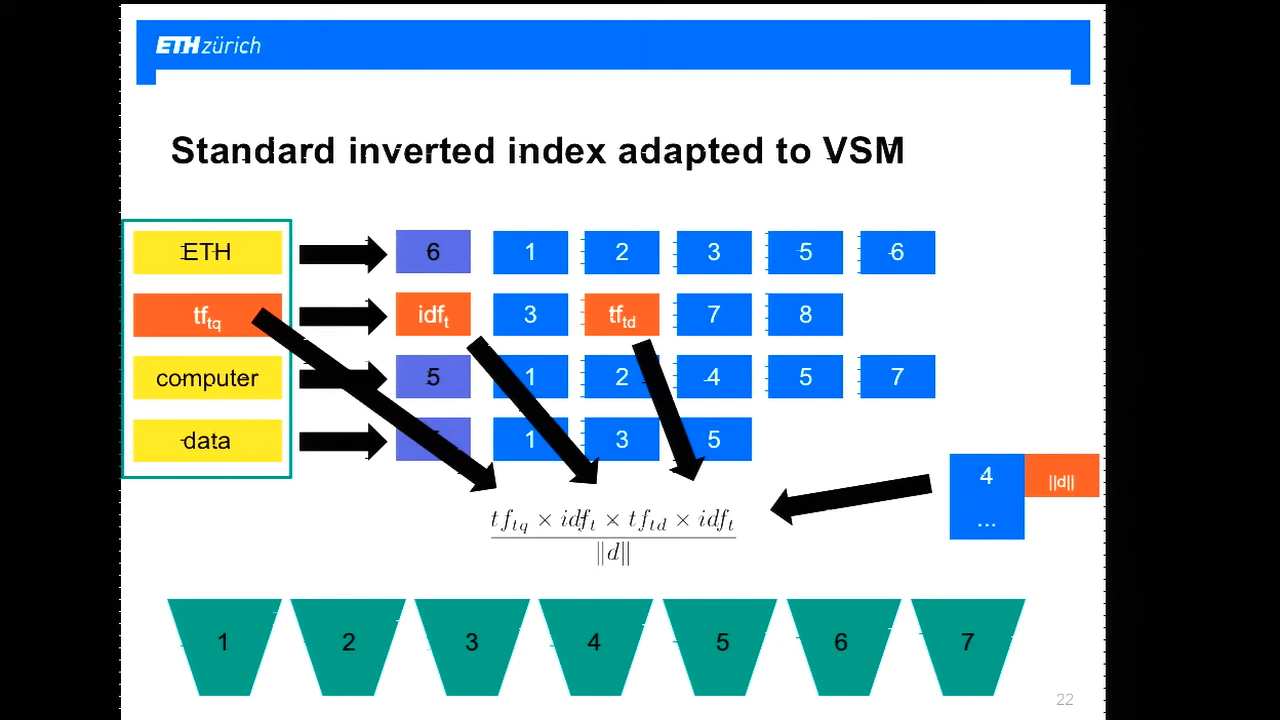 ETH zürich
Standard inverted index adapted to VSM
ETH 6 1 2 3 5 6
tf_tq idf_t 3 tf_td 7 8
computer 5 1 2 4 5 7
data 1 3 5
4 ||d||
...
tf_tq × idf_t × tf_td × idf_t
||d||
1 2 3 4 5 6 7
22